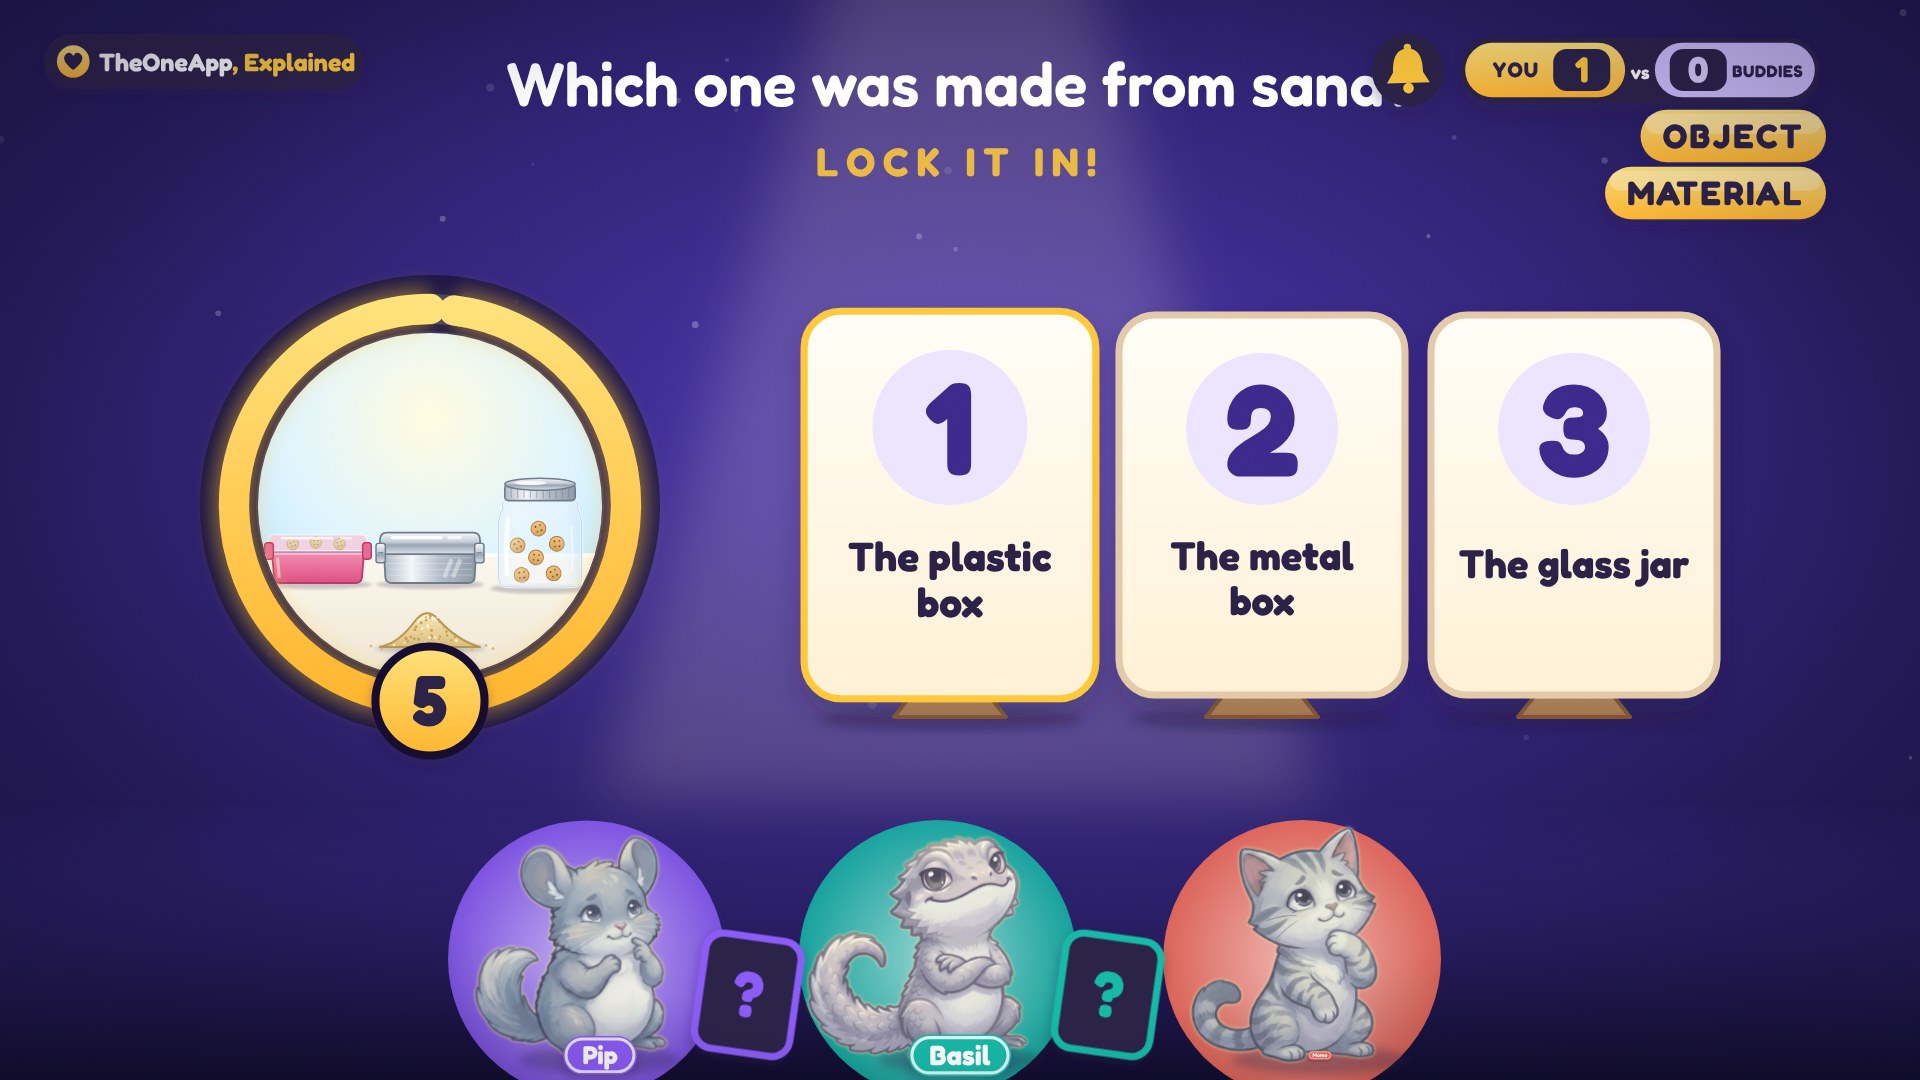 TheOneApp, Explained
Which one was made from sand
YOU 1 vs 0 BUDDIES
LOCK IT IN!
OBJECT
MATERIAL
5
1
The plastic
box
2
The metal
box
3
The glass jar
?
?
Pip
Basil